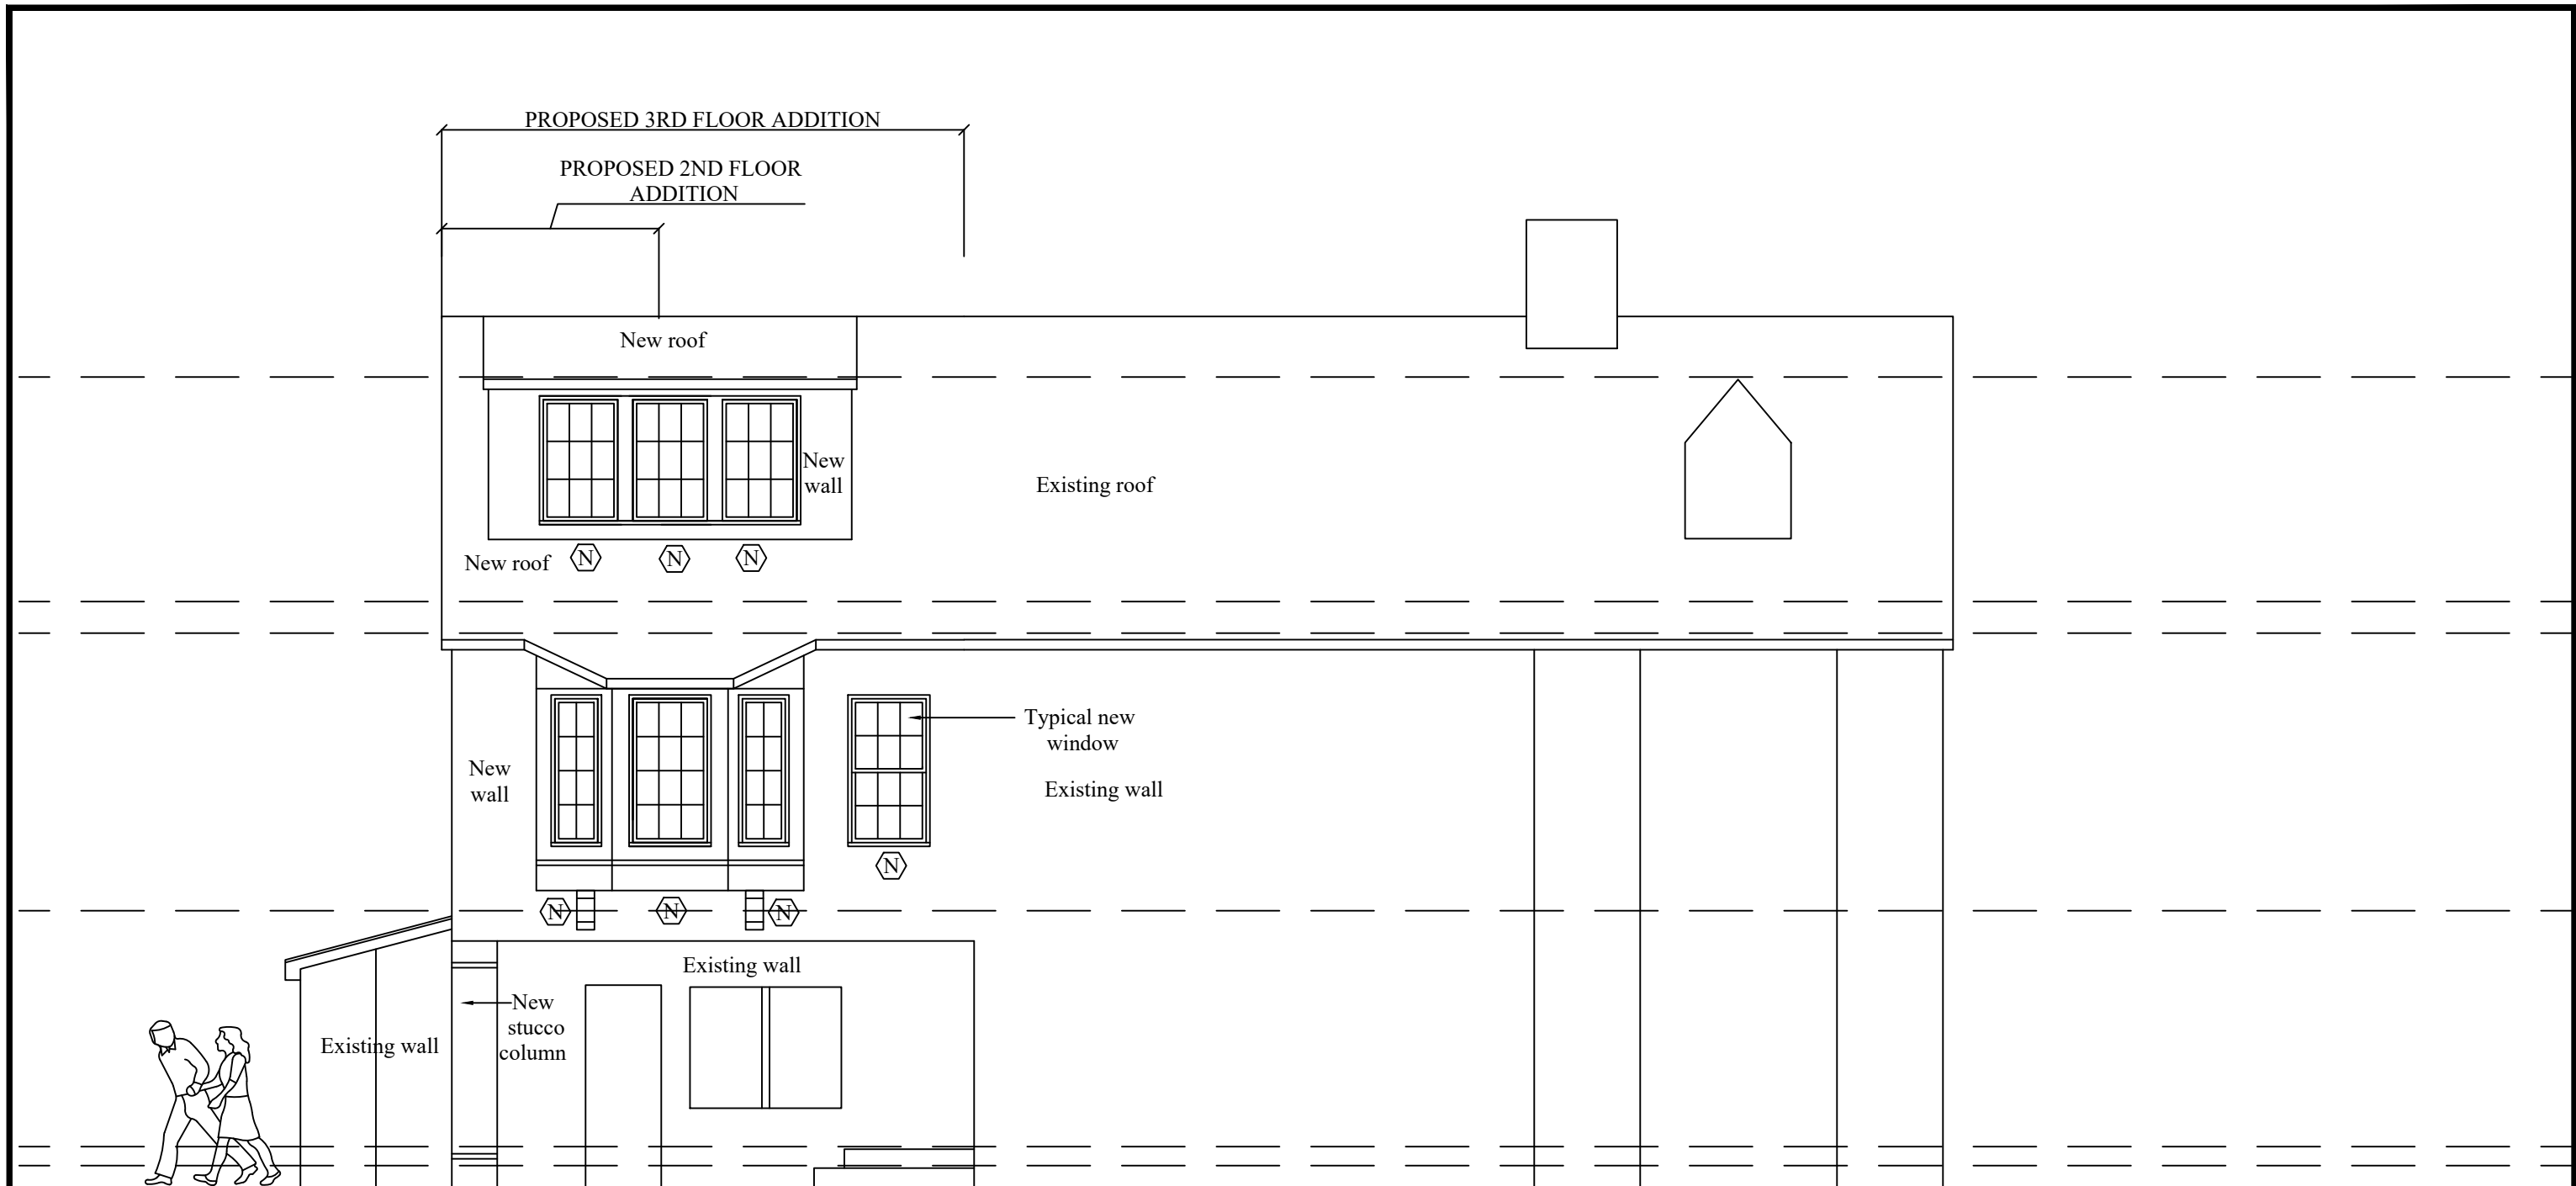 PROPOSED 3RD FLOOR ADDITION
PROPOSED 2ND FLOOR
ADDITION
New roof
New
wall
Existing roof
New roof
N
N
N
Typical new
window
New
wall
Existing wall
N
N
N
N
Existing wall
New
stucco
column
Existing wall